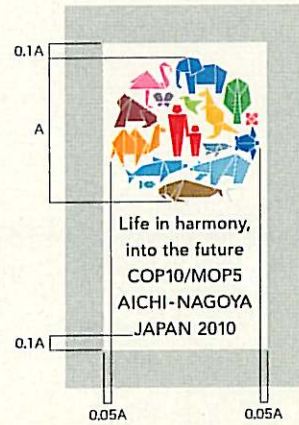 0.1A
A
Life in harmony,
into the future
COP10/MOP5
AICHI-NAGOYA
JAPAN 2010
0.1A
0.05A
0.05A